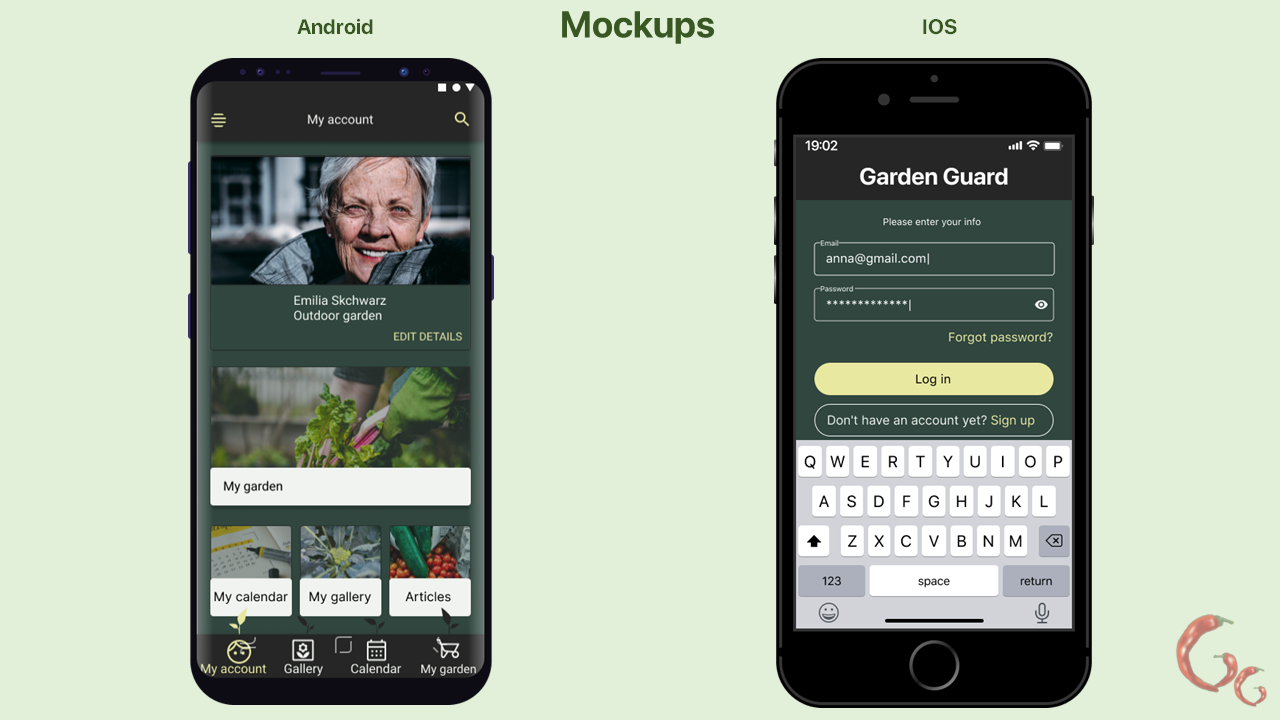 Android
Mockups
IOS
My account
Emilia Skchwarz
Outdoor garden
EDIT DETAILS
My garden
My calendar
My gallery
Articles
My account
Gallery
Calendar
My garden
19:02
Garden Guard
Please enter your info
Email
anna@gmail.com|
Password
*************|
Forgot password?
Log in
Don't have an account yet? Sign up
Q W E R T Y U I O P
A S D F G H J K L
Z X C V B N M
123 space return
GG